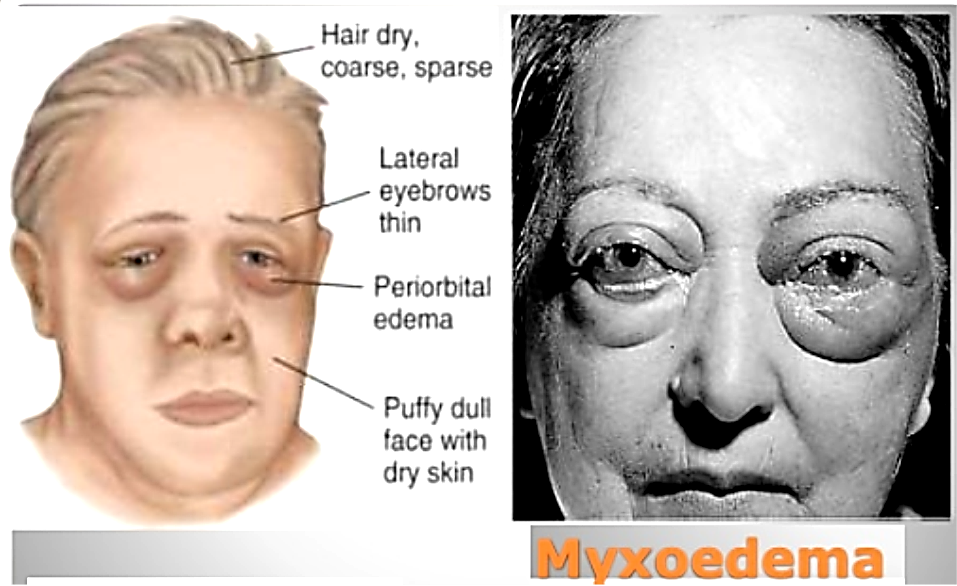 Hair dry,
coarse, sparse
Lateral
eyebrows
thin
Periorbital
edema
Puffy dull
face with
dry skin
Myxoedema